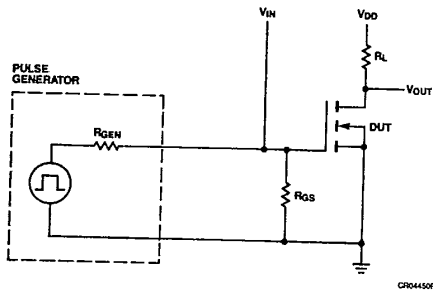 VIN
VDD
RL
PULSE
GENERATOR
VOUT
RGEN
DUT
RGS
CR04450F